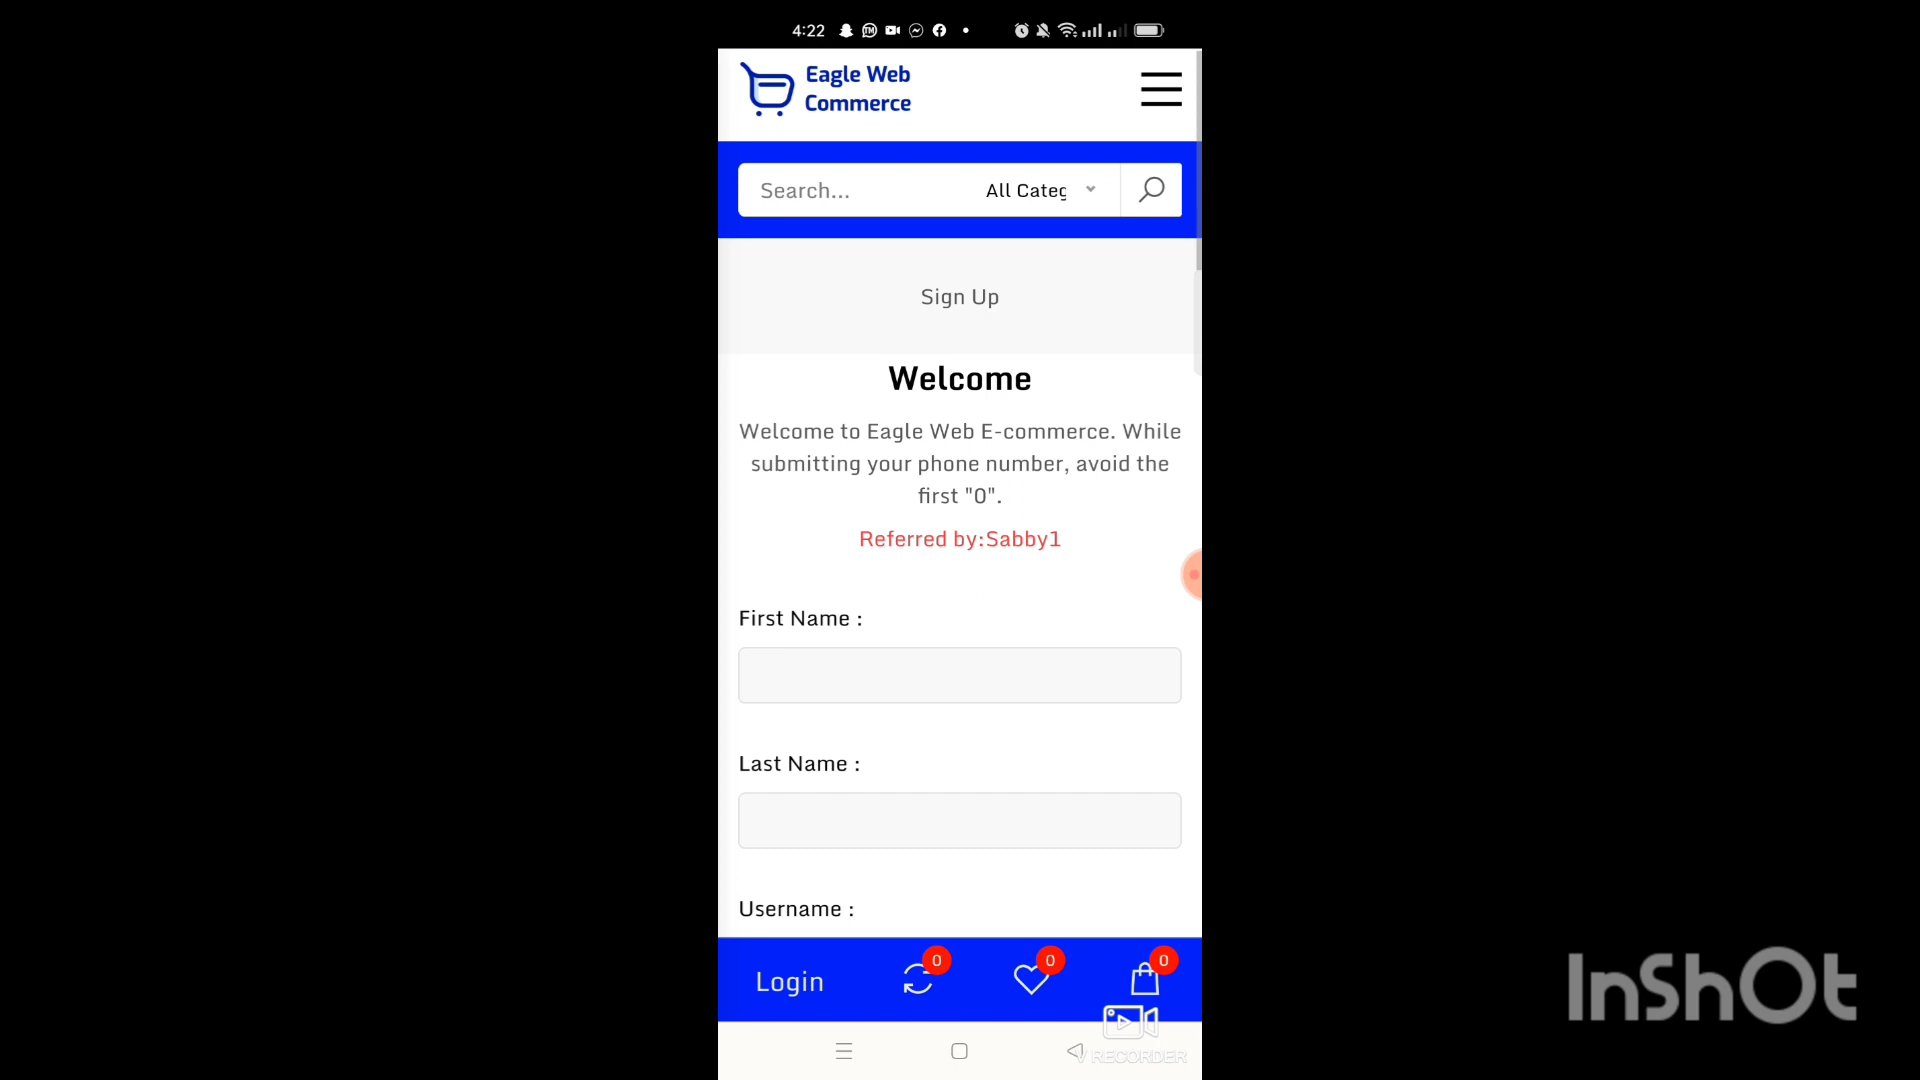 4:22
Eagle Web
Commerce
Search...
All Categ
Sign Up
Welcome
Welcome to Eagle Web E-commerce. While
submitting your phone number, avoid the
first "0".
Referred by:Sabby1
First Name :
Last Name :
Username :
Login
0
0
0
V RECORDER
InShOt